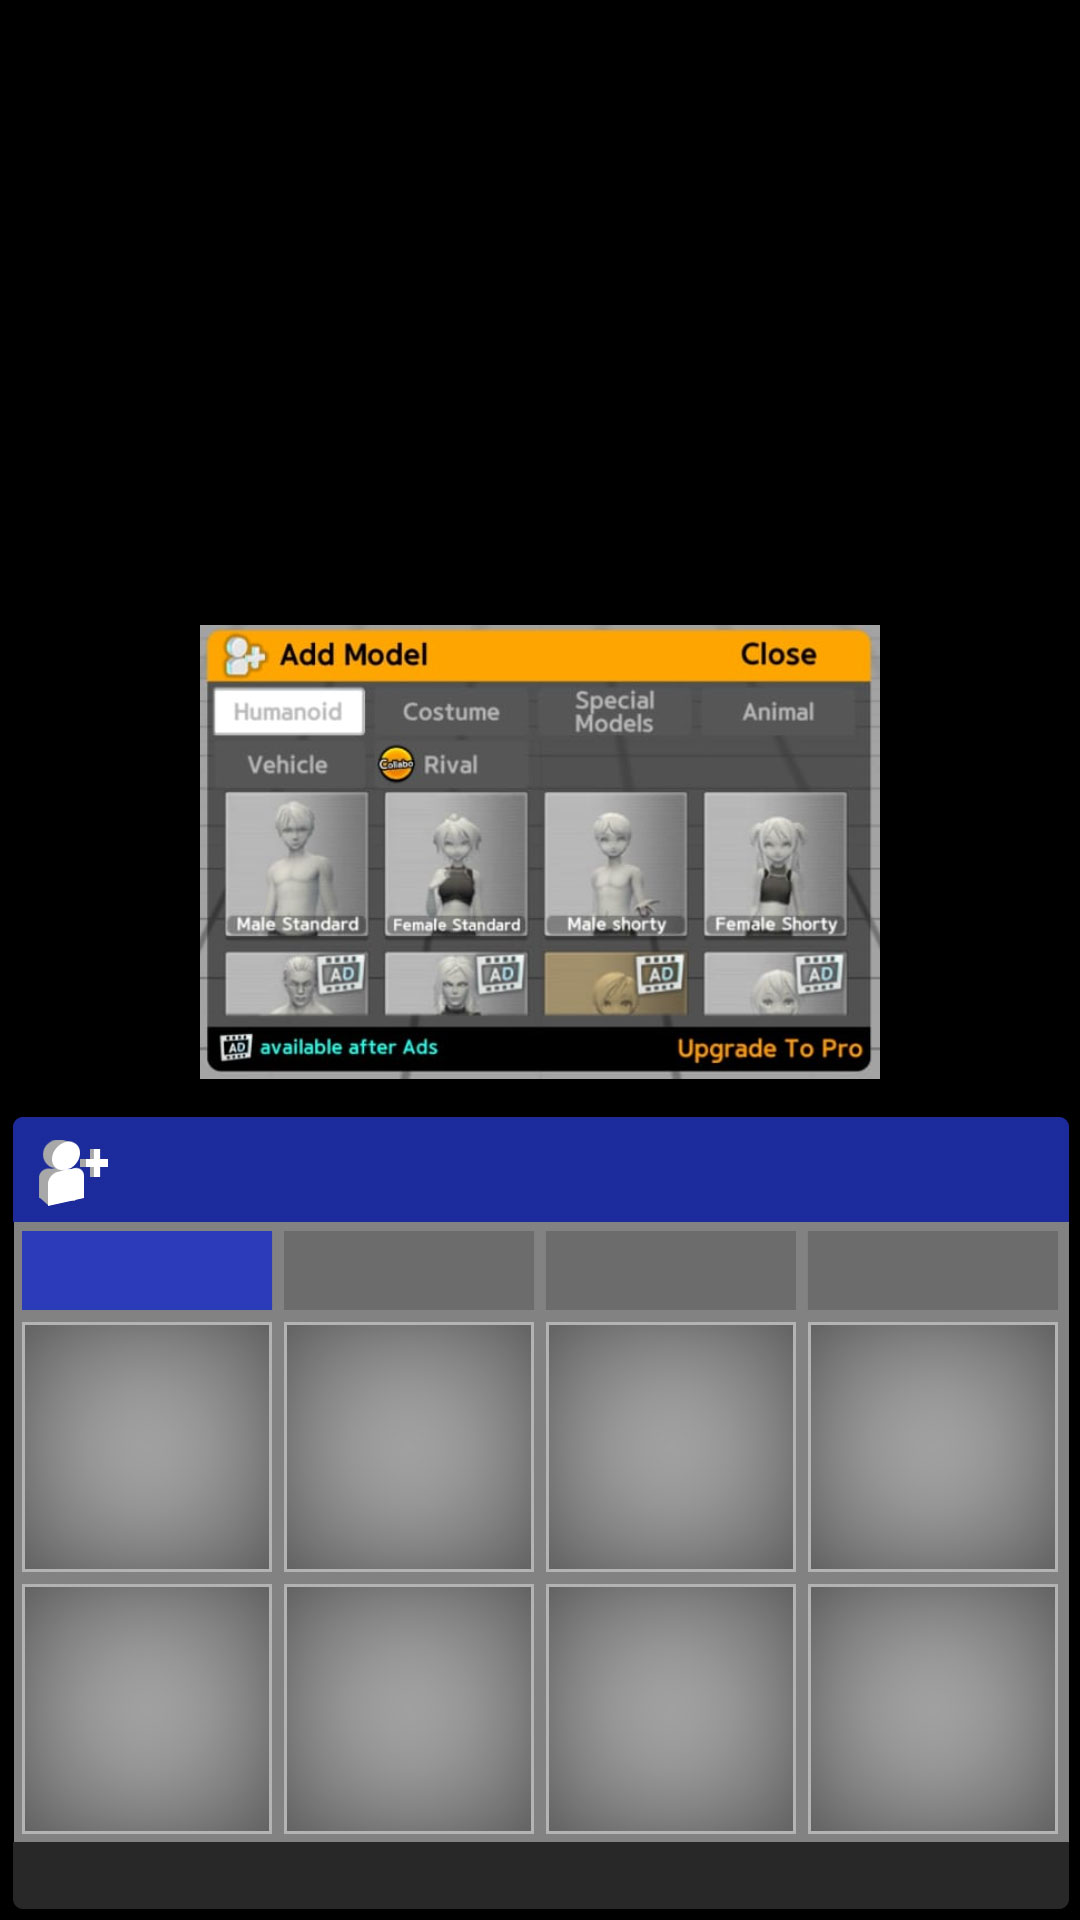 Add Model
Close
Humanoid
Costume
Special
Models
Animal
Vehicle
Collabo
Rival
Male Standard
Female Standard
Male shorty
Female Shorty
AD
AD
AD
AD
AD
available after Ads
Upgrade To Pro